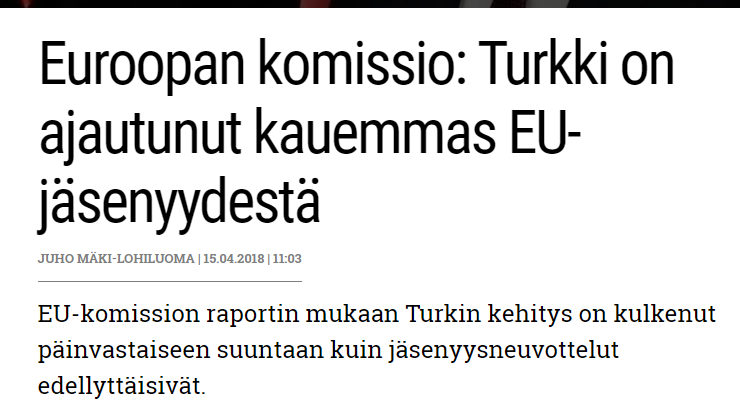 Euroopan komissio: Turkki on
ajautunut kauemmas EU-
jäsenyydestä
JUHO MÄKI-LOHILUOMA | 15.04.2018 | 11:03
EU-komission raportin mukaan Turkin kehitys on kulkenut
päinvastaiseen suuntaan kuin jäsenyysneuvottelut
edellyttäisivät.